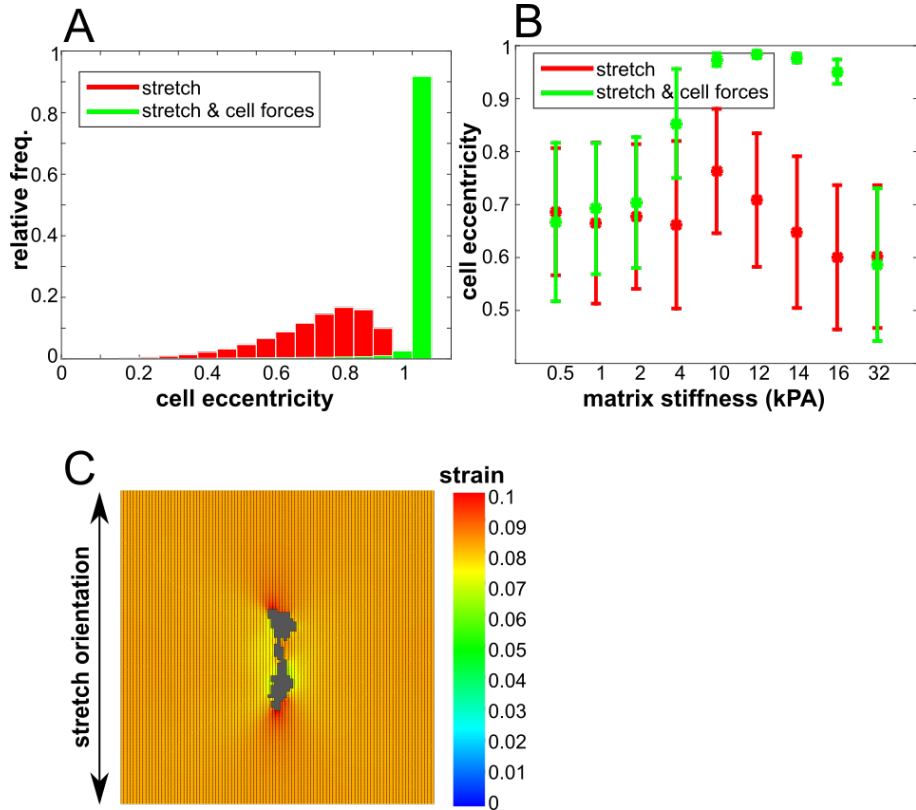 A
1
0.8
0.6
0.4
0.2
0
relative freq.
stretch
stretch & cell forces
0 0.2 0.4 0.6 0.8 1
cell eccentricity
B
1
0.9
0.8
0.7
0.6
0.5
cell eccentricity
stretch
stretch & cell forces
0.5 1 2 4 10 12 14 16 32
matrix stiffness (kPA)
C
stretch orientation
strain
0.1
0.09
0.08
0.07
0.06
0.05
0.04
0.03
0.02
0.01
0